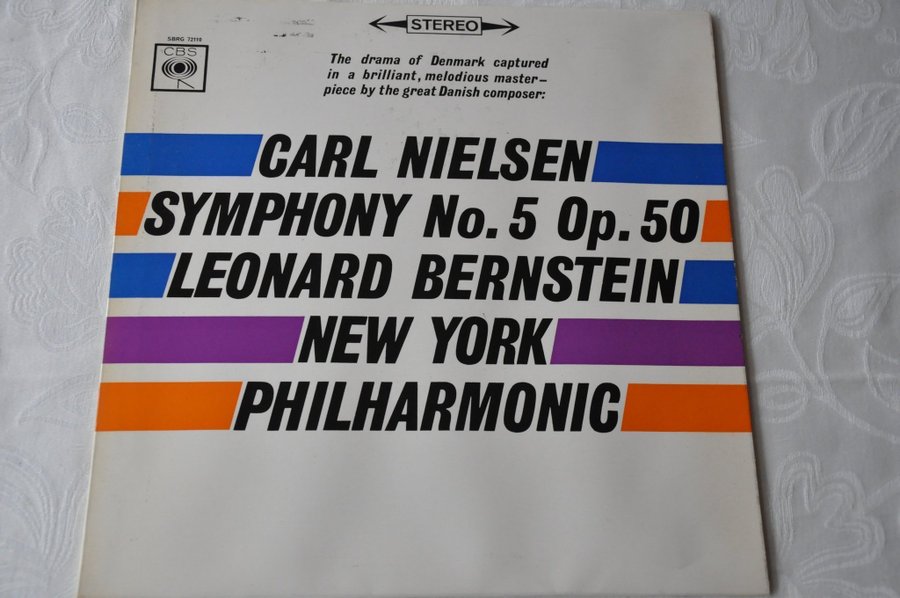 STEREO
SBRG 72110
CBS
The drama of Denmark captured
in a brilliant, melodious master-
piece by the great Danish composer:
CARL NIELSEN
SYMPHONY No. 5 Op. 50
LEONARD BERNSTEIN
NEW YORK
PHILHARMONIC